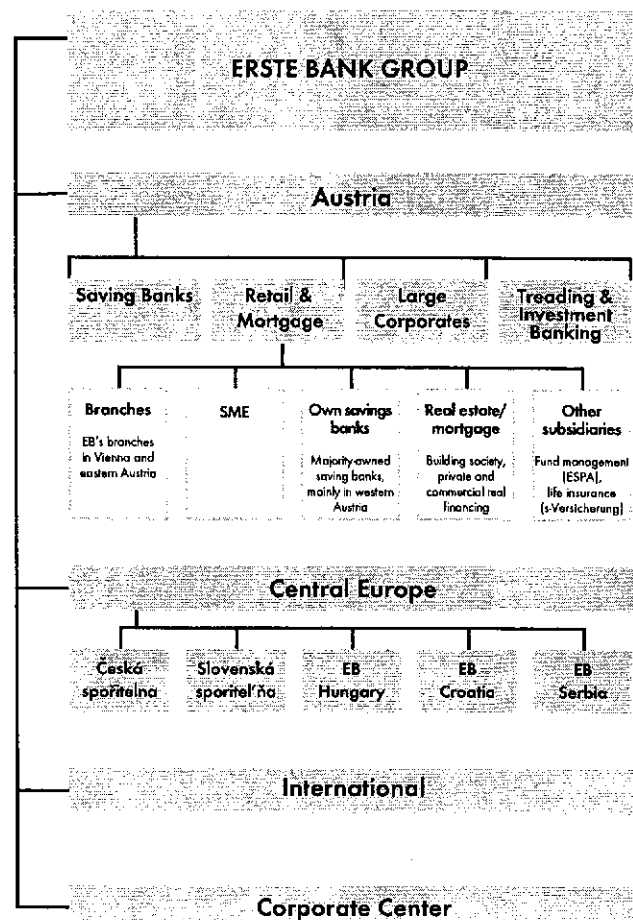 ERSTE BANK GROUP
Austria
Saving Banks
Retail &
Mortgage
Large
Corporates
Treading &
Investment
Banking
Branches
EB's branches
in Vienna and
eastern Austria
SME
Own savings
banks
Majority-owned
saving banks,
mainly in western
Austria
Real estate/
mortgage
Building society,
private and
commercial real
financing
Other
subsidiaries
Fund management
(ESPA),
life insurance
(s-Versicherung)
Central Europe
Česká
spořitelna
Slovenská
sporitel'ňa
EB
Hungary
EB
Croatia
EB
Serbia
International
Corporate Center